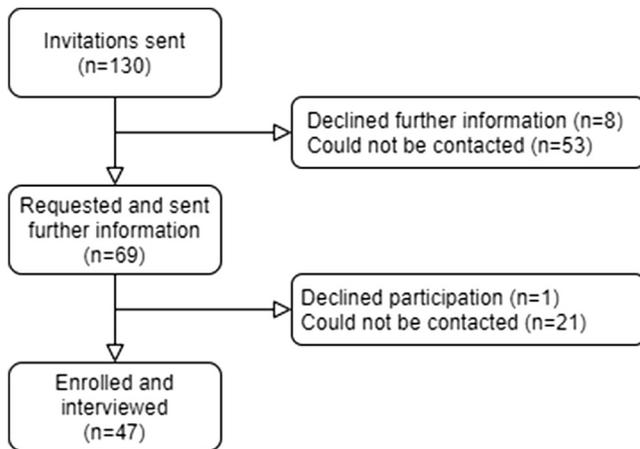 Invitations sent
(n=130)
Declined further information (n=8)
Could not be contacted (n=53)
Requested and sent
further information
(n=69)
Declined participation (n=1)
Could not be contacted (n=21)
Enrolled and
interviewed
(n=47)